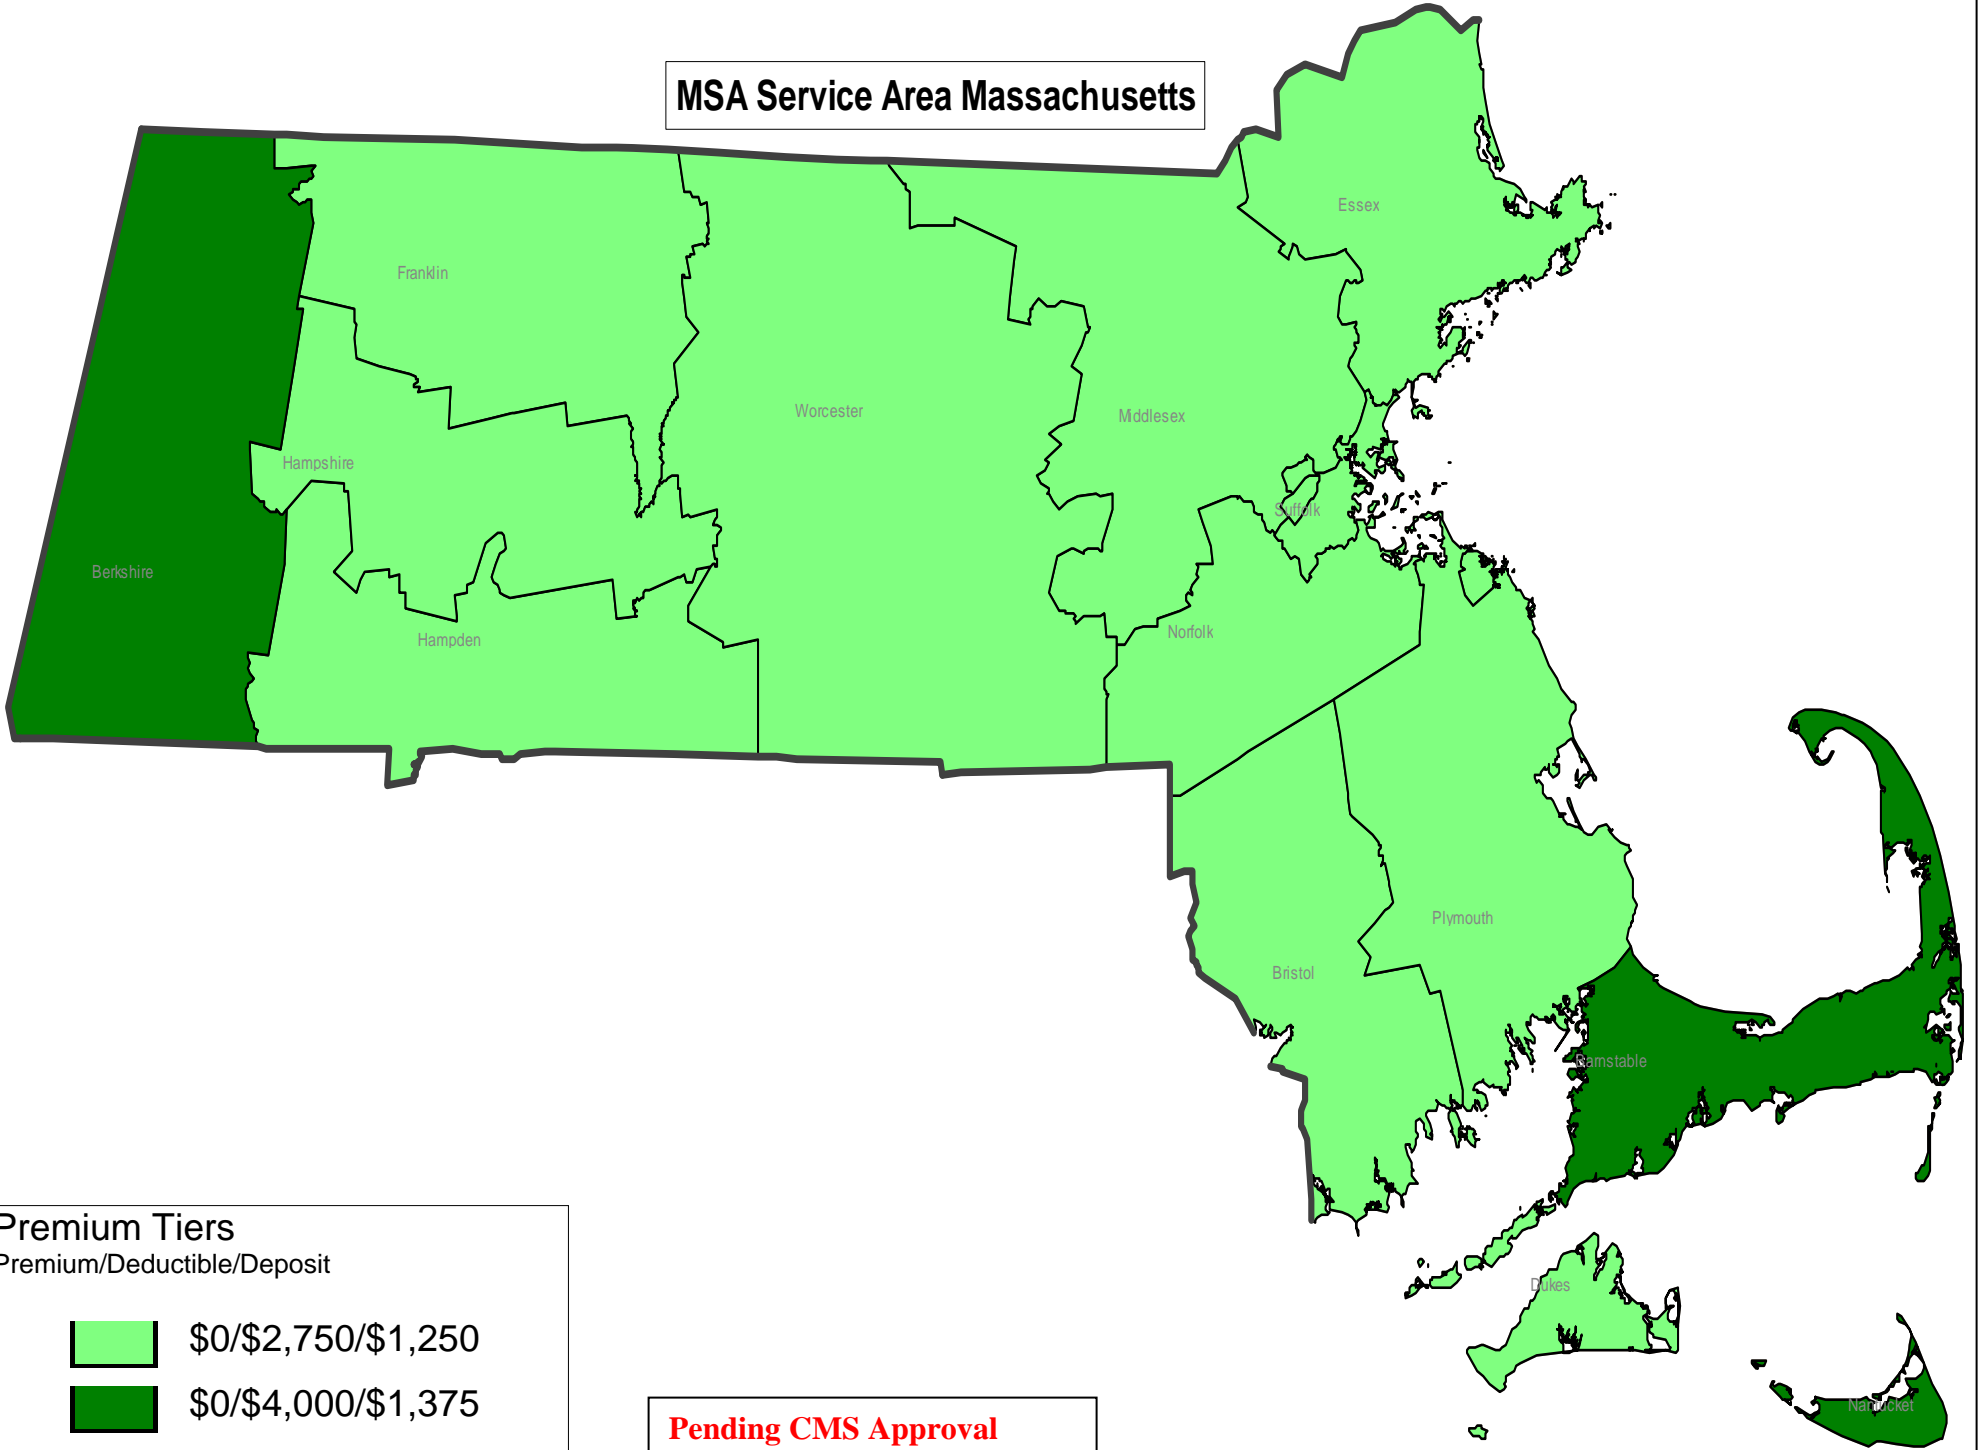 MSA Service Area Massachusetts
Essex
Franklin
Worcester
Middlesex
Hampshire
Suffolk
Berkshire
Norfolk
Hampden
Plymouth
Bristol
Barnstable
Dukes
Nantucket
Premium Tiers
Premium/Deductible/Deposit
$0/$2,750/$1,250
$0/$4,000/$1,375
Pending CMS Approval